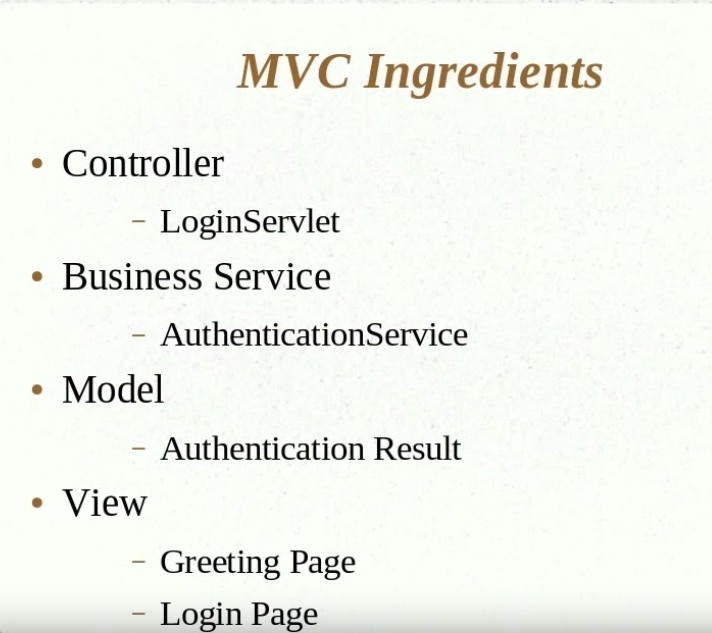 MVC Ingredients
• Controller
– LoginServlet
• Business Service
– AuthenticationService
• Model
– Authentication Result
• View
– Greeting Page
– Login Page